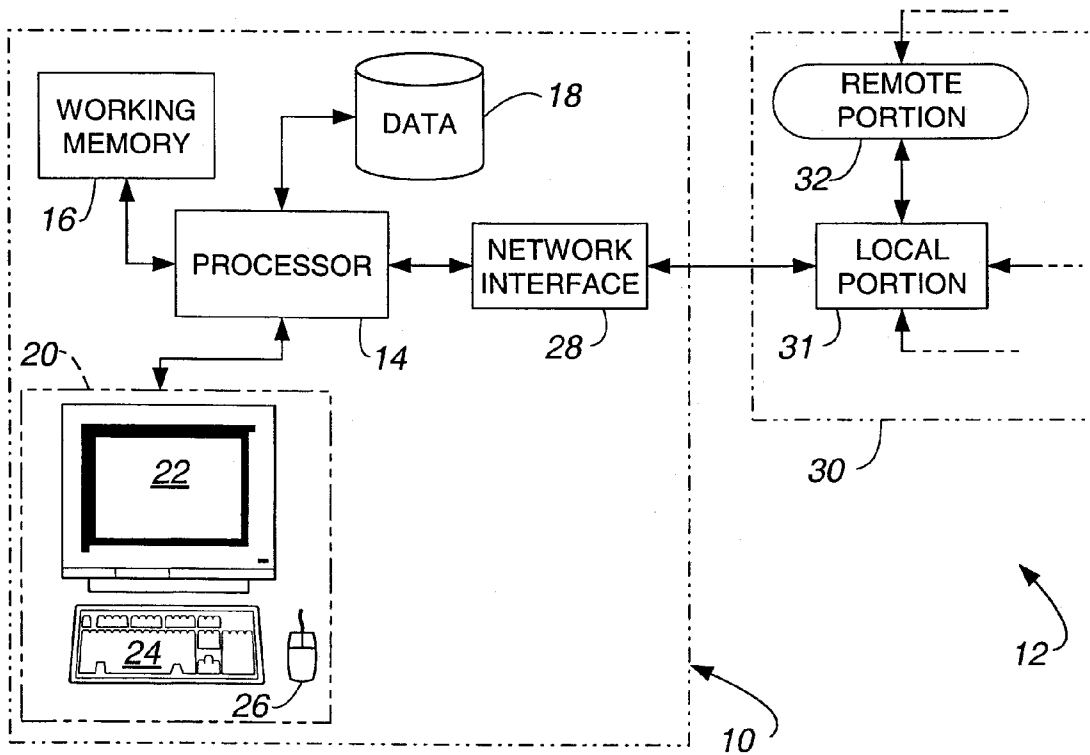 WORKING
MEMORY
16
DATA
18
REMOTE
PORTION
32
PROCESSOR
14
NETWORK
INTERFACE
28
LOCAL
PORTION
31
20
22
24
26
30
12
10